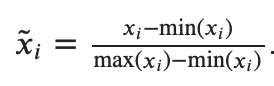 x̃ᵢ = (xᵢ−min(xᵢ)) / (max(xᵢ)−min(xᵢ)).